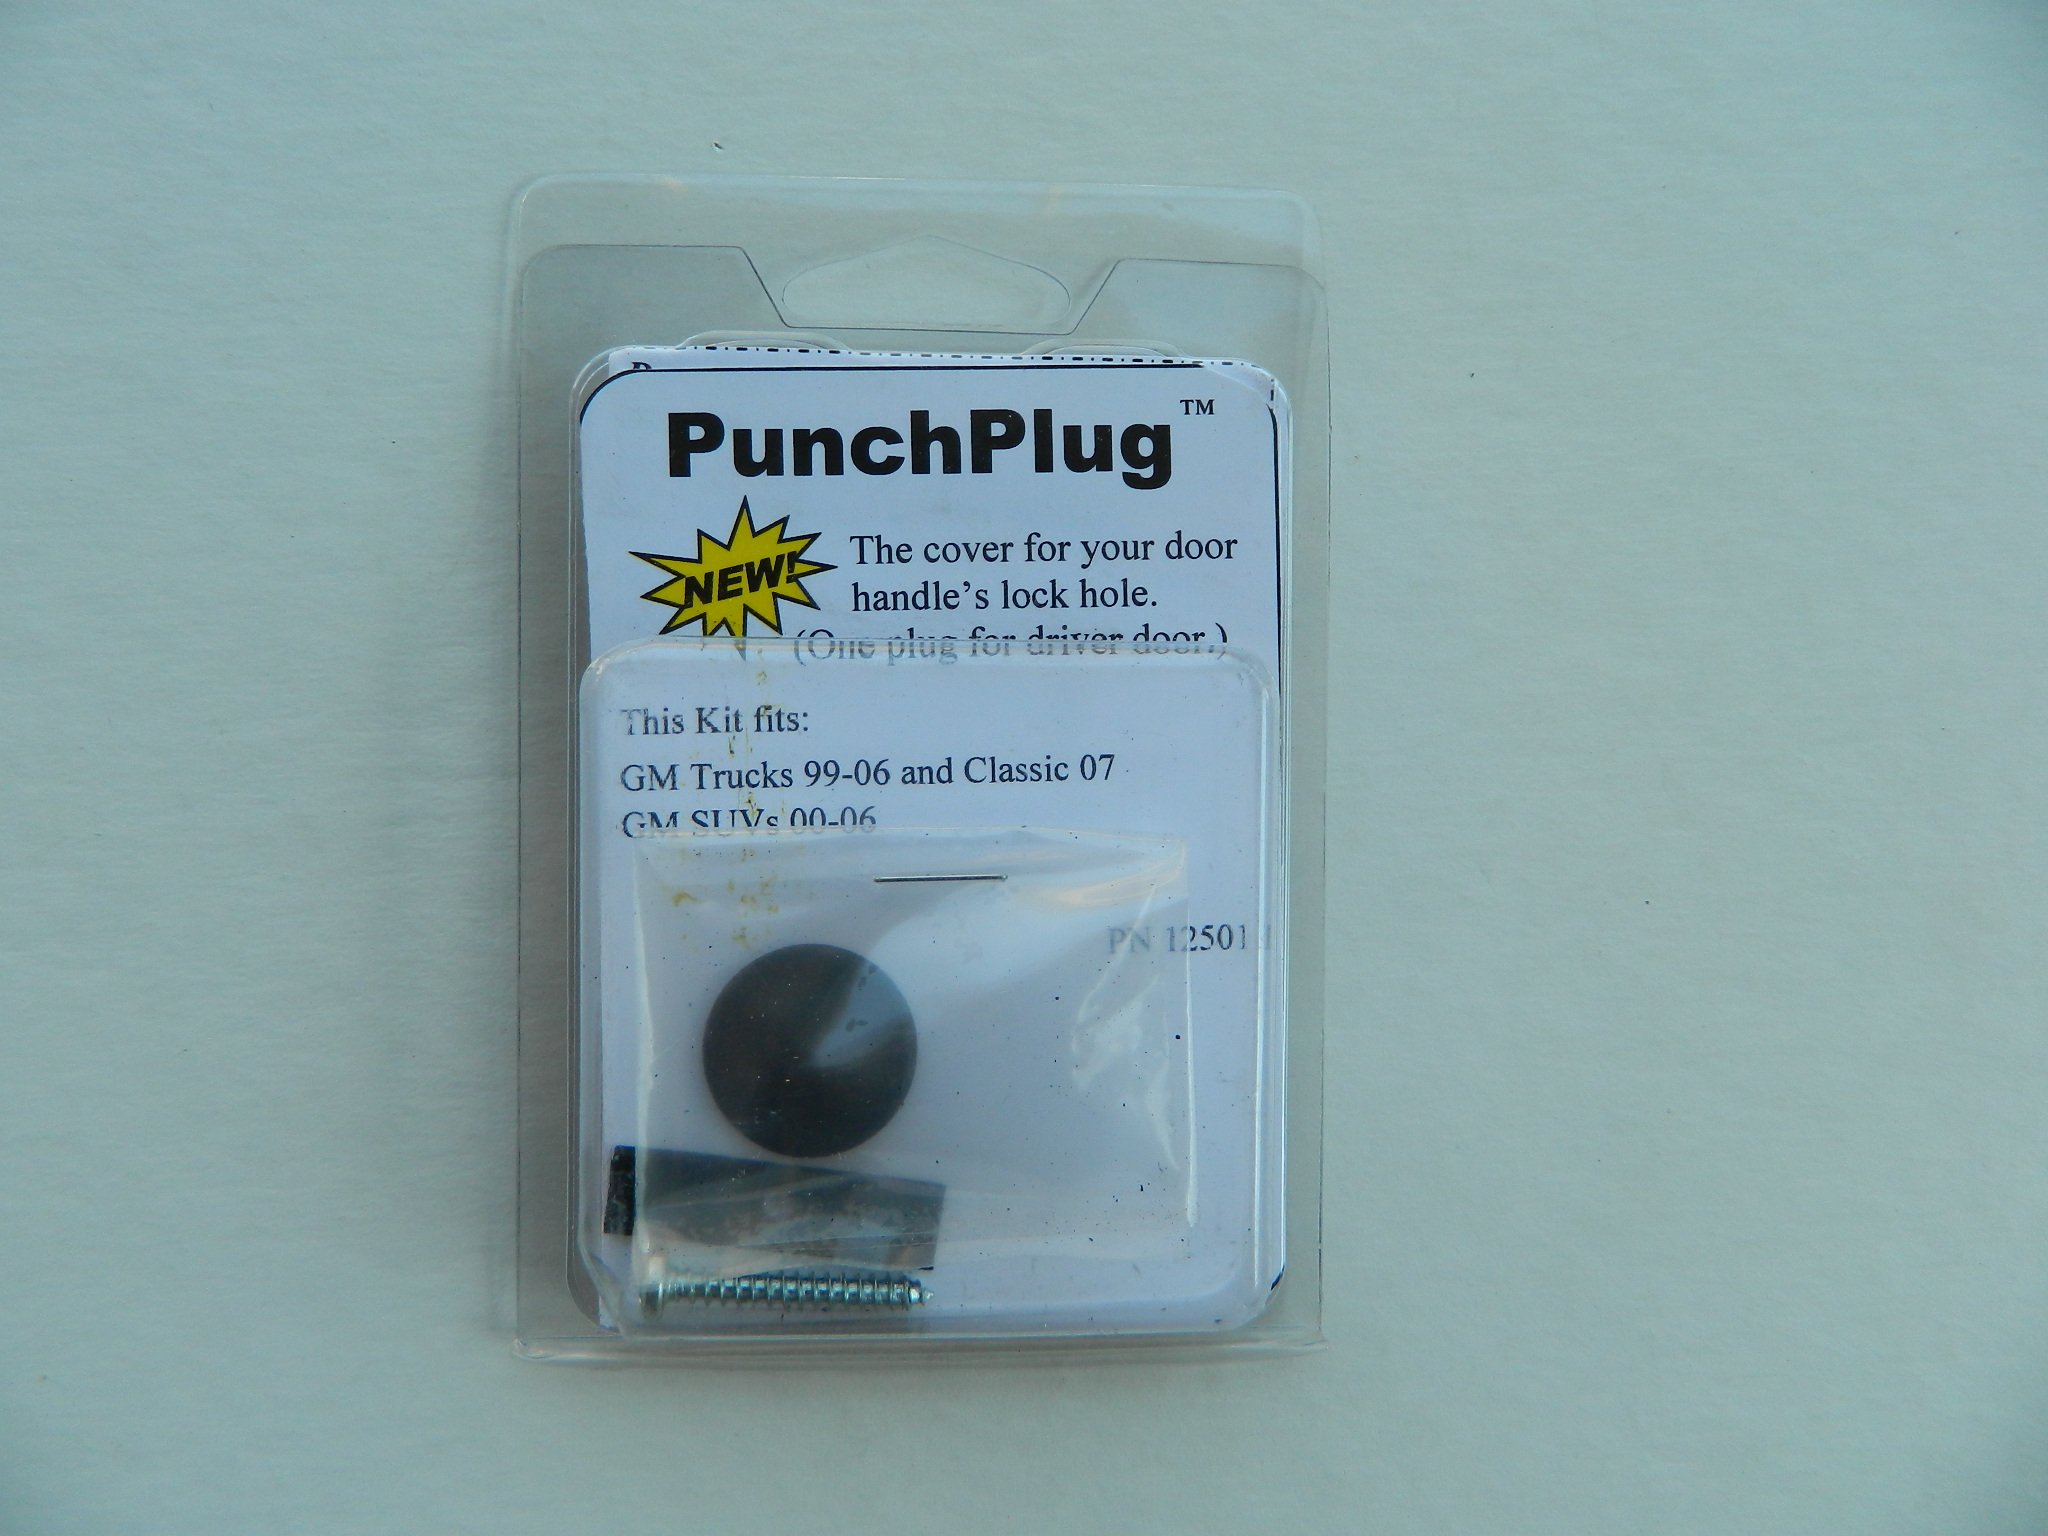 PunchPlug™
NEW!
The cover for your door
handle's lock hole.
(One plug for driver door.)
This Kit fits:
GM Trucks 99-06 and Classic 07
GM SUVs 00-06
PN